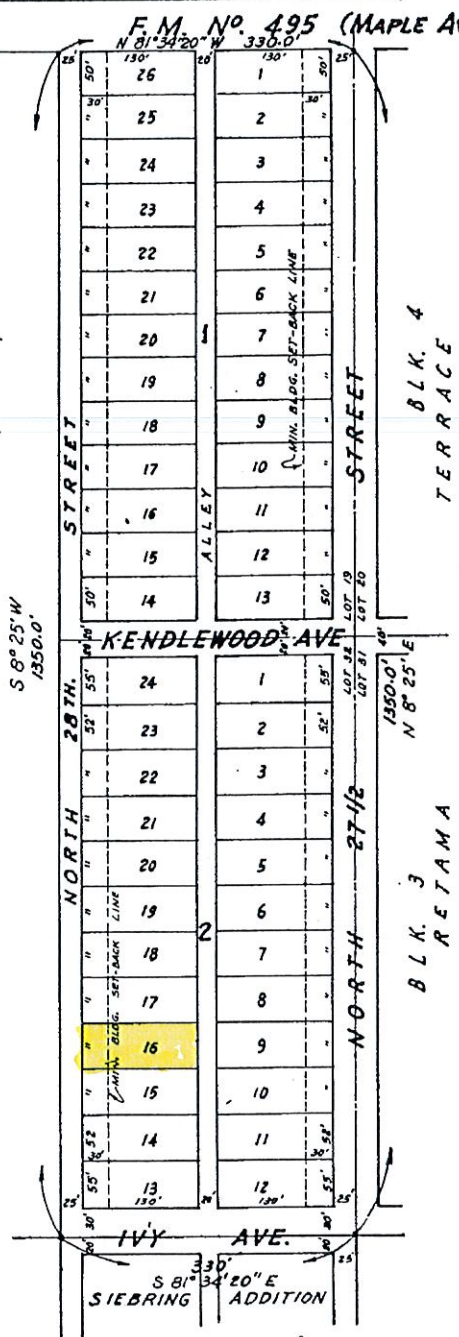 F.M. Nº. 495 (MAPLE AV
N 81°34'20" W 330.0'
25' 130' 20' 130' 25'
50' 26 1 50'
30' 30'
" 25 2 "
" 24 3 "
" 23 4 "
" 22 5 "
" 21 6 "
" 20 7 "
" 19 8 "
" 18 9 "
" 17 10 "
" 16 11 "
" 15 12 "
50' 14 13 50'
1
ALLEY
MIN. BLDG. SET-BACK LINE
STREET
STREET
BLK. 4
TERRACE
LOT 19
LOT 20
S 8° 25' W
1350.0'
KENDLEWOOD AVE
40'
LOT 32
LOT 31
1350.0'
N 8° 25' E
55' 24 1 55'
52' 23 2 52'
" 22 3 "
" 21 4 "
" 20 5 "
" 19 6 "
" 18 7 "
" 17 8 "
" 16 9 "
" 15 10 "
52 14 11 52'
30' 30'
55' 13 12 55'
25' 130' 20' 130' 25'
2
MIN. BLDG. SET-BACK LINE
NORTH 28TH.
NORTH 27 1/2
BLK. 3
RETAMA
30' 30'
IVY AVE.
20' 20'
330' 25'
S 81° 34' 20" E
SIEBRING ADDITION